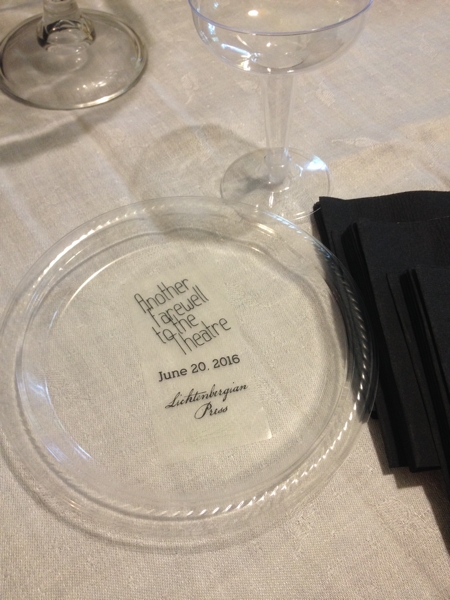 Another
Farewell
to the
Theatre
June 20, 2016
Lichtenbergian
Press